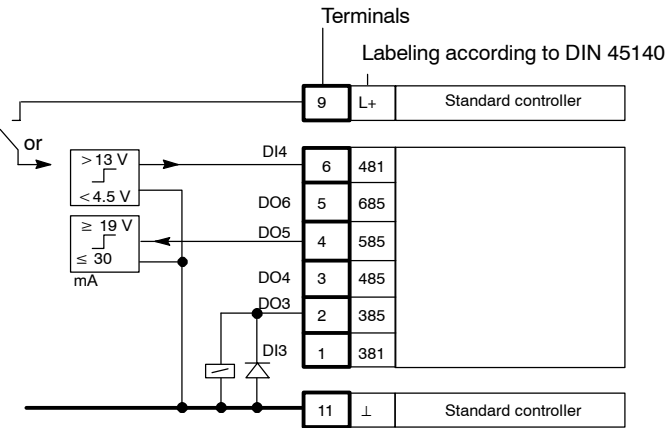 Terminals
Labeling according to DIN 45140
9 L+ Standard controller
or
> 13 V
< 4.5 V
DI4 6 481
DO6 5 685
≥ 19 V
≤ 30
mA
DO5 4 585
DO4 3 485
DO3 2 385
DI3 1 381
11 ⊥ Standard controller